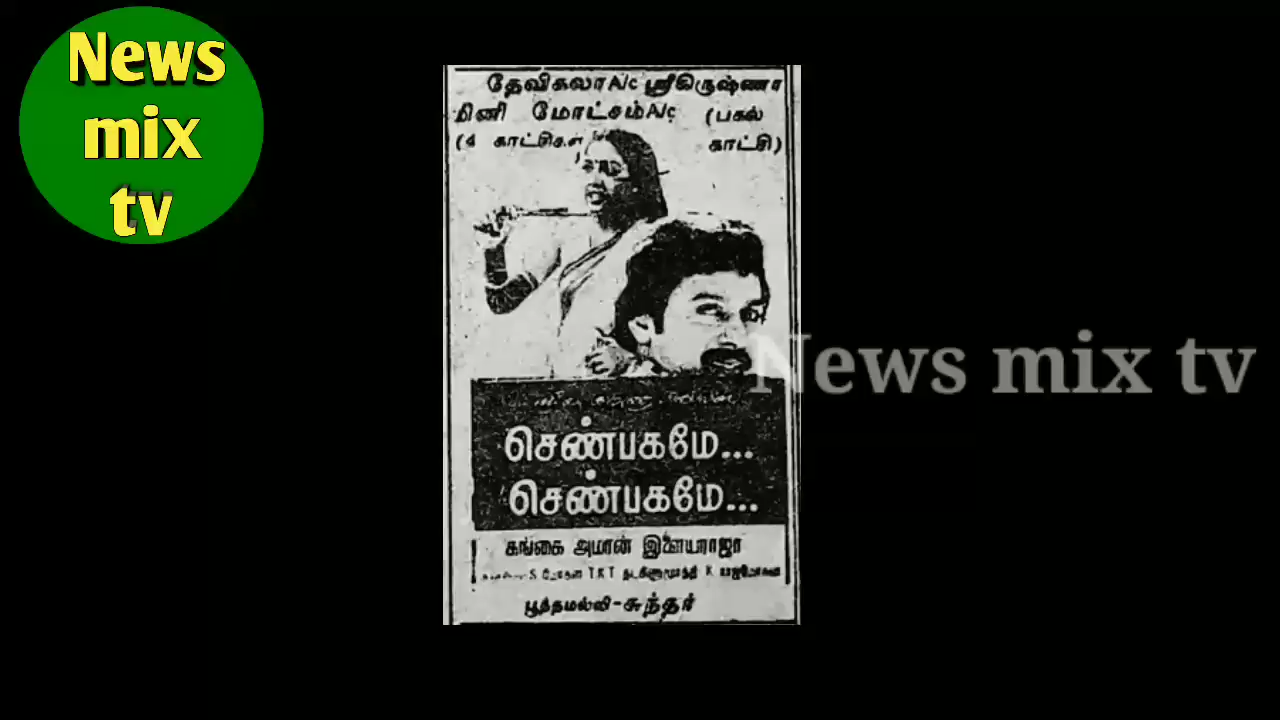 News
mix
tv
தேவிகலா A/c ஸ்ரீகிருஷ்ணா
மினி மோட்சம் A/c (பகல்
(4 காட்சிகள் காட்சி)
News mix tv
செண்பகமே...
செண்பகமே...
கங்கை அமரன் இளையராஜா
S T.K.T K
பூந்தமல்லி-சுந்தர்